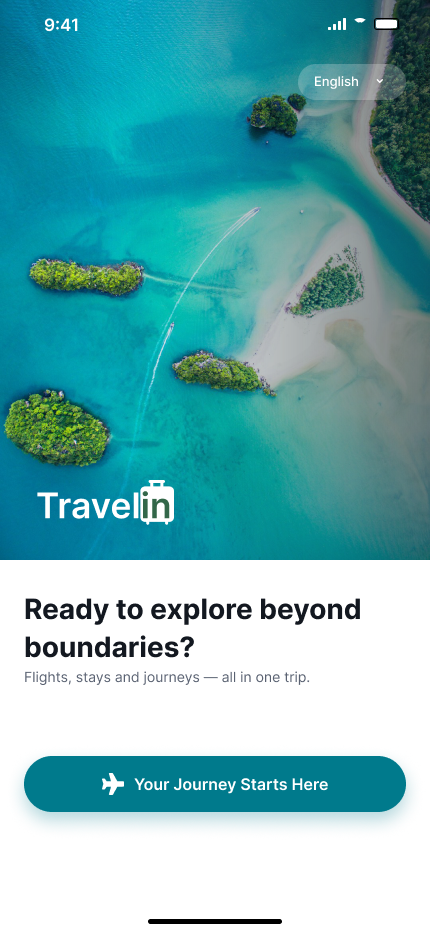 9:41
English
Travelin
Ready to explore beyond
boundaries?
Flights, stays and journeys — all in one trip.
Your Journey Starts Here